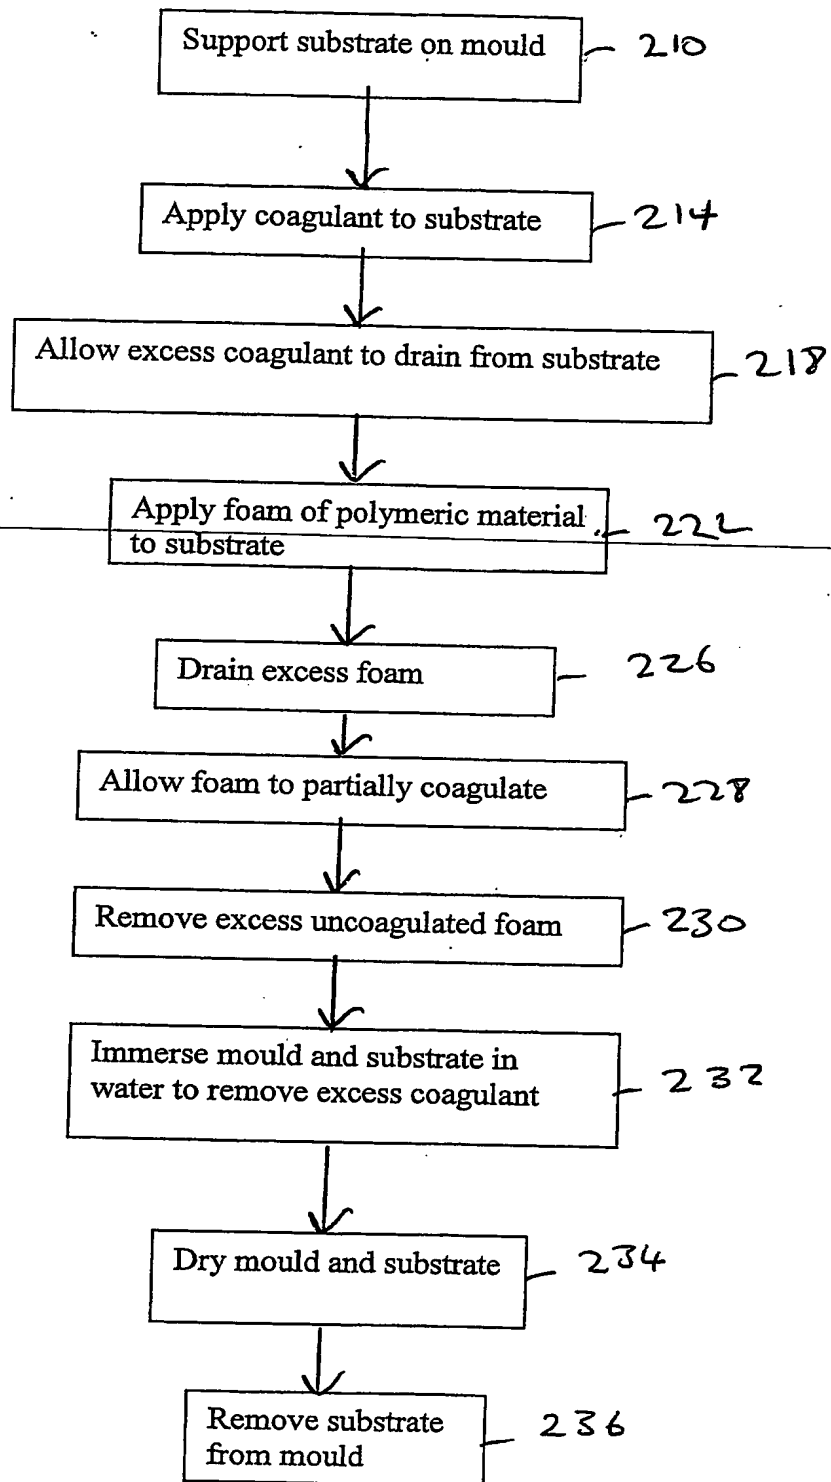 Support substrate on mould
210
Apply coagulant to substrate
214
Allow excess coagulant to drain from substrate
218
Apply foam of polymeric material
to substrate
222
Drain excess foam
226
Allow foam to partially coagulate
228
Remove excess uncoagulated foam
230
Immerse mould and substrate in
water to remove excess coagulant
232
Dry mould and substrate
234
Remove substrate
from mould
236